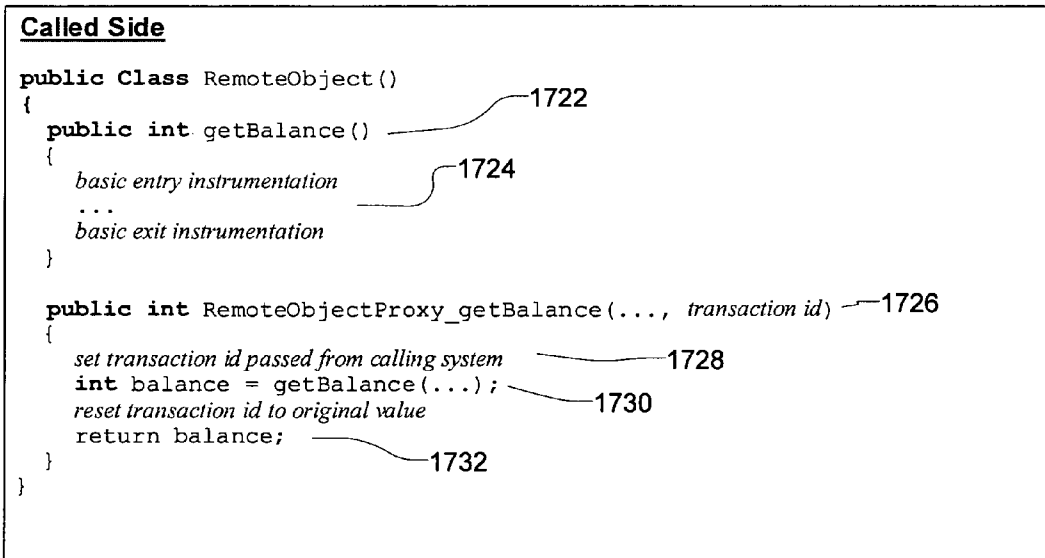 Called Side
public Class RemoteObject()
{
public int getBalance() 1722
{
basic entry instrumentation 1724
...
basic exit instrumentation
}
public int RemoteObjectProxy_getBalance(..., transaction id) 1726
{
set transaction id passed from calling system 1728
int balance = getBalance(...); 1730
reset transaction id to original value
return balance; 1732
}
}